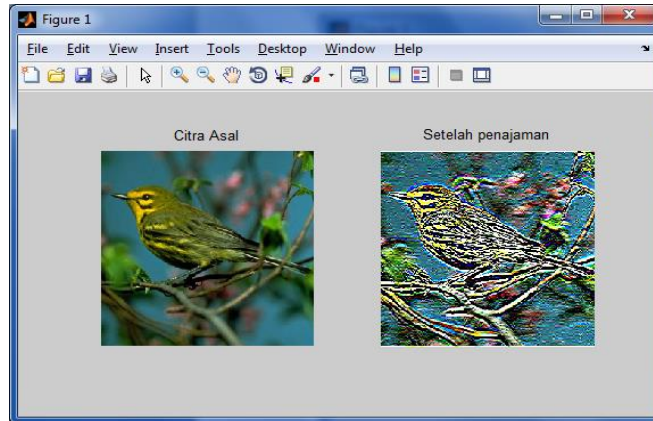 Figure 1
File Edit View Insert Tools Desktop Window Help
Citra Asal
Setelah penajaman